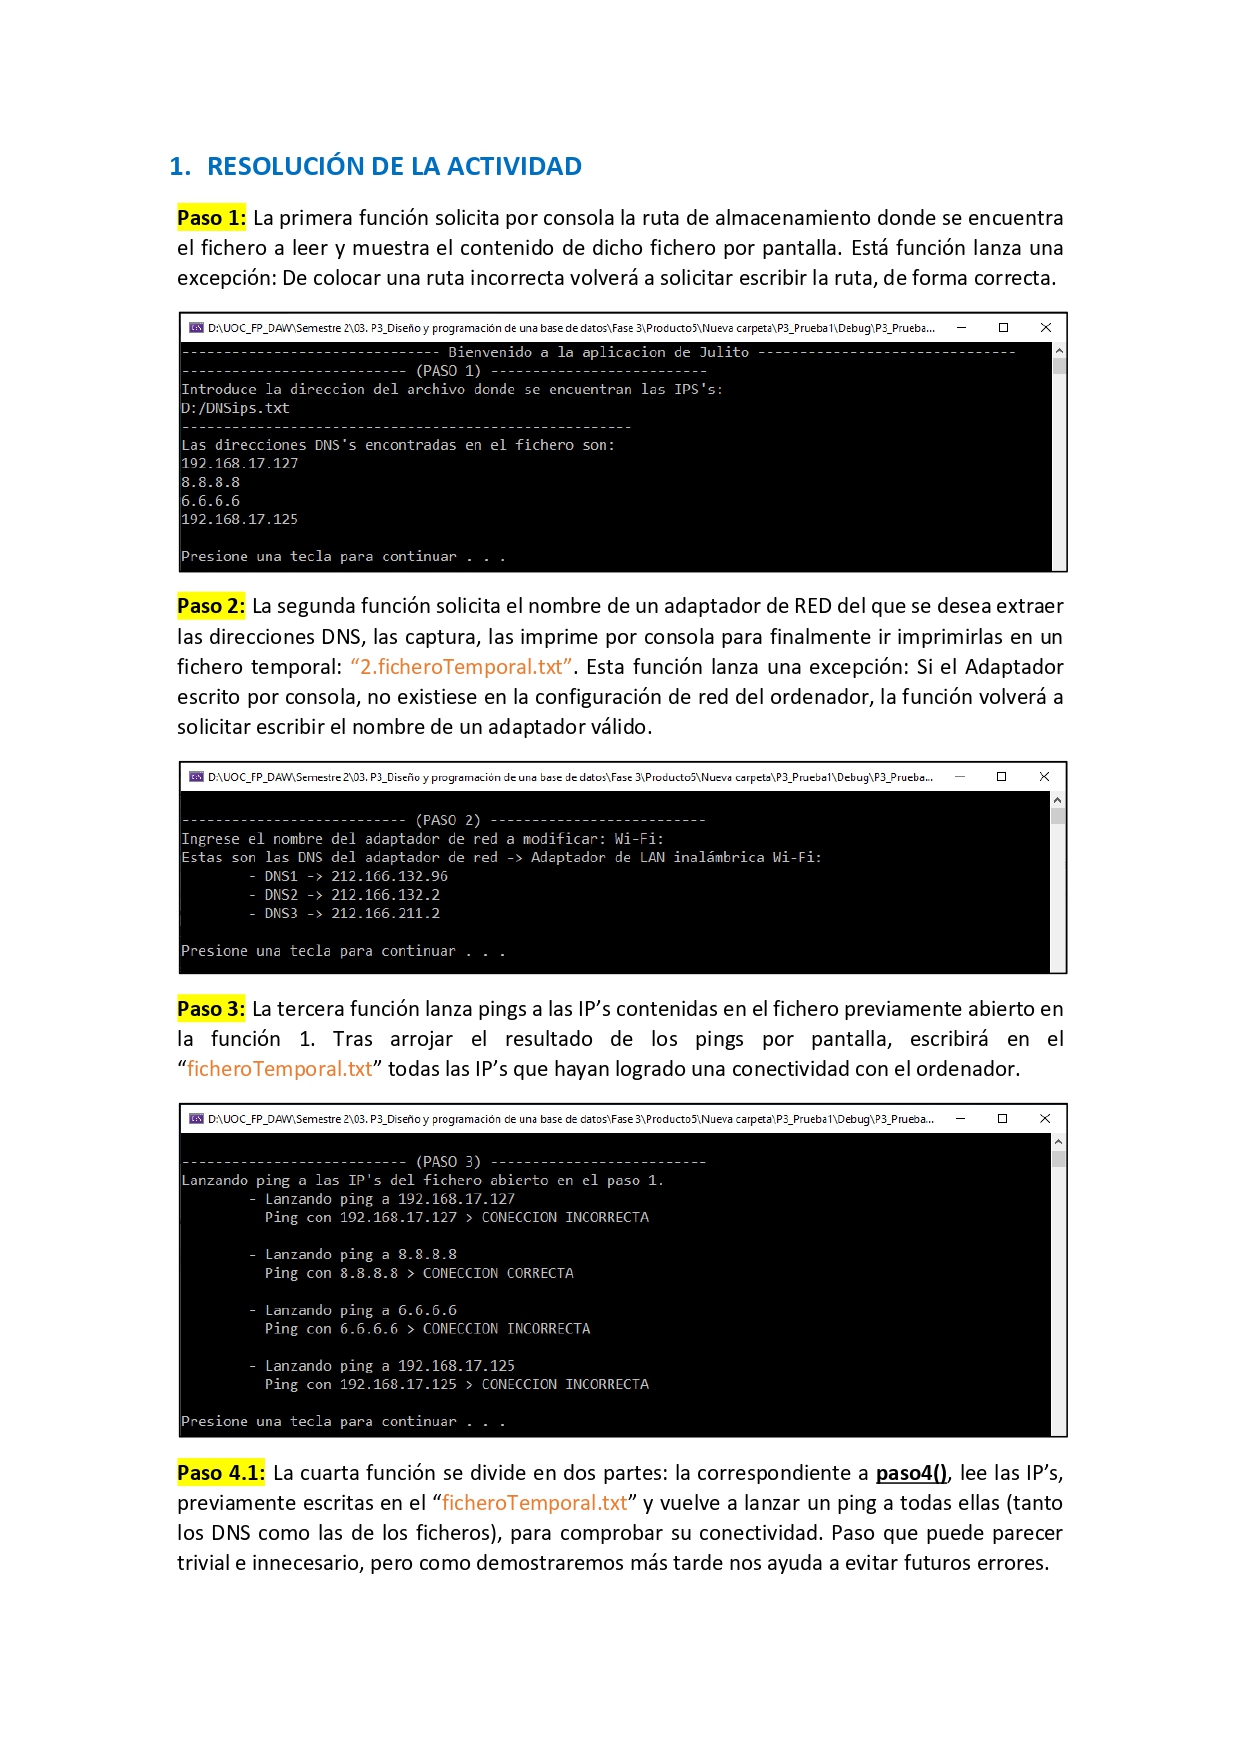 1. RESOLUCIÓN DE LA ACTIVIDAD
Paso 1: La primera función solicita por consola la ruta de almacenamiento donde se encuentra
el fichero a leer y muestra el contenido de dicho fichero por pantalla. Está función lanza una
excepción: De colocar una ruta incorrecta volverá a solicitar escribir la ruta, de forma correcta.
D:\UOC_FP_DAW\Semestre 2\03. P3_Diseño y programación de una base de datos\Fase 3\Producto5\Nueva carpeta\P3_Prueba1\Debug\P3_Prueba...
------------------------------- Bienvenido a la aplicacion de Julito -------------------------------
--------------------------- (PASO 1) --------------------------
Introduce la direccion del archivo donde se encuentran las IPS's:
D:/DNSips.txt
------------------------------------------------------
Las direcciones DNS's encontradas en el fichero son:
192.168.17.127
8.8.8.8
6.6.6.6
192.168.17.125
Presione una tecla para continuar . . .
Paso 2: La segunda función solicita el nombre de un adaptador de RED del que se desea extraer
las direcciones DNS, las captura, las imprime por consola para finalmente ir imprimirlas en un
fichero temporal: “2.ficheroTemporal.txt”. Esta función lanza una excepción: Si el Adaptador
escrito por consola, no existiese en la configuración de red del ordenador, la función volverá a
solicitar escribir el nombre de un adaptador válido.
D:\UOC_FP_DAW\Semestre 2\03. P3_Diseño y programación de una base de datos\Fase 3\Producto5\Nueva carpeta\P3_Prueba1\Debug\P3_Prueba...
--------------------------- (PASO 2) --------------------------
Ingrese el nombre del adaptador de red a modificar: Wi-Fi:
Estas son las DNS del adaptador de red -> Adaptador de LAN inalámbrica Wi-Fi:
- DNS1 -> 212.166.132.96
- DNS2 -> 212.166.132.2
- DNS3 -> 212.166.211.2
Presione una tecla para continuar . . .
Paso 3: La tercera función lanza pings a las IP’s contenidas en el fichero previamente abierto en
la función 1. Tras arrojar el resultado de los pings por pantalla, escribirá en el
“ficheroTemporal.txt” todas las IP’s que hayan logrado una conectividad con el ordenador.
D:\UOC_FP_DAW\Semestre 2\03. P3_Diseño y programación de una base de datos\Fase 3\Producto5\Nueva carpeta\P3_Prueba1\Debug\P3_Prueba...
--------------------------- (PASO 3) --------------------------
Lanzando ping a las IP's del fichero abierto en el paso 1.
- Lanzando ping a 192.168.17.127
Ping con 192.168.17.127 > CONECCION INCORRECTA
- Lanzando ping a 8.8.8.8
Ping con 8.8.8.8 > CONECCION CORRECTA
- Lanzando ping a 6.6.6.6
Ping con 6.6.6.6 > CONECCION INCORRECTA
- Lanzando ping a 192.168.17.125
Ping con 192.168.17.125 > CONECCION INCORRECTA
Presione una tecla para continuar . . .
Paso 4.1: La cuarta función se divide en dos partes: la correspondiente a paso4(), lee las IP’s,
previamente escritas en el “ficheroTemporal.txt” y vuelve a lanzar un ping a todas ellas (tanto
los DNS como las de los ficheros), para comprobar su conectividad. Paso que puede parecer
trivial e innecesario, pero como demostraremos más tarde nos ayuda a evitar futuros errores.